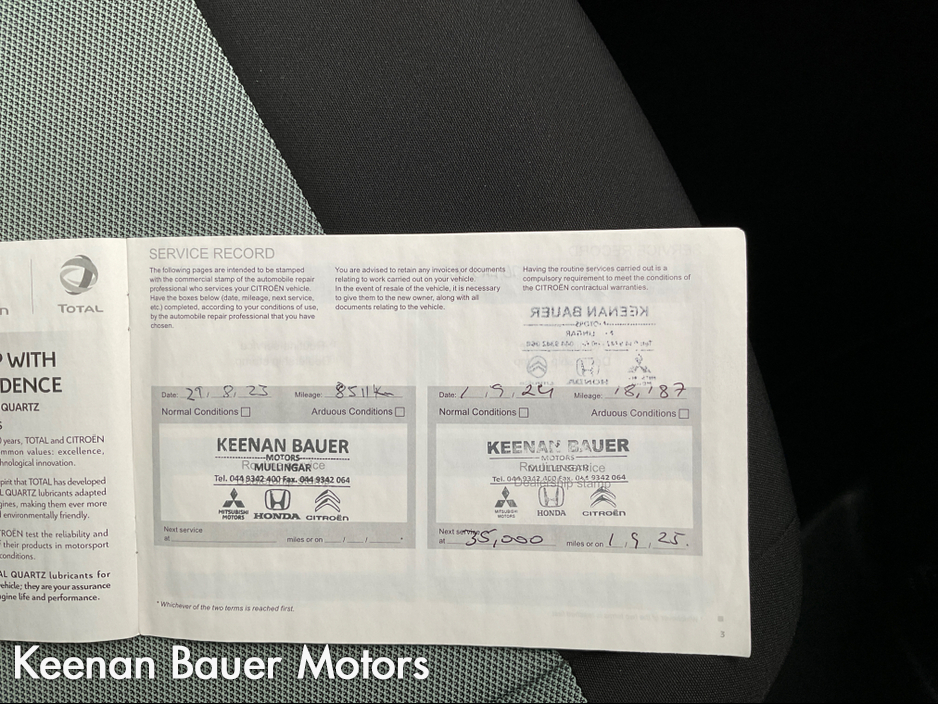 n
TOTAL
P WITH
DENCE
QUARTZ
S
years, TOTAL and CITROËN
mmon values: excellence,
hnological innovation.
pirit that TOTAL has developed
L QUARTZ lubricants adapted
gines, making them ever more
environmentally friendly.
ROËN test the reliability and
their products in motorsport
conditions.
AL QUARTZ lubricants for
vehicle; they are your assurance
gine life and performance.
SERVICE RECORD
The following pages are intended to be stamped
with the commercial stamp of the automobile repair
professional who services your CITROËN vehicle.
Have the boxes below (date, mileage, next service,
etc.) completed, according to your conditions of use,
by the automobile repair professional that you have
chosen.
You are advised to retain any invoices or documents
relating to work carried out on your vehicle.
In the event of resale of the vehicle, it is necessary
to give them to the new owner, along with all
documents relating to the vehicle.
Having the routine services carried out is a
compulsory requirement to meet the conditions of
the CITROËN contractual warranties.
KEENAN BAUER
HONDA
Date: 29, 8, 23 Mileage: 8511km
Normal Conditions Arduous Conditions
KEENAN BAUER
MOTORS
MULLINGAR
Tel. 044 9342 400 Fax. 044 9342 064
MITSUBISHI
MOTORS
HONDA
CITROËN
Next service
at miles or on / / *
Date: 1, 9, 24 Mileage: 18,187
Normal Conditions Arduous Conditions
KEENAN BAUER
MOTORS
MULLINGAR
Dealership stamp
Tel. 044 9342 400 Fax. 044 9342 064
MITSUBISHI
MOTORS
HONDA
CITROËN
Next service
at 35,000 miles or on 1, 9, 25.
* Whichever of the two terms is reached first.
3
Keenan Bauer Motors